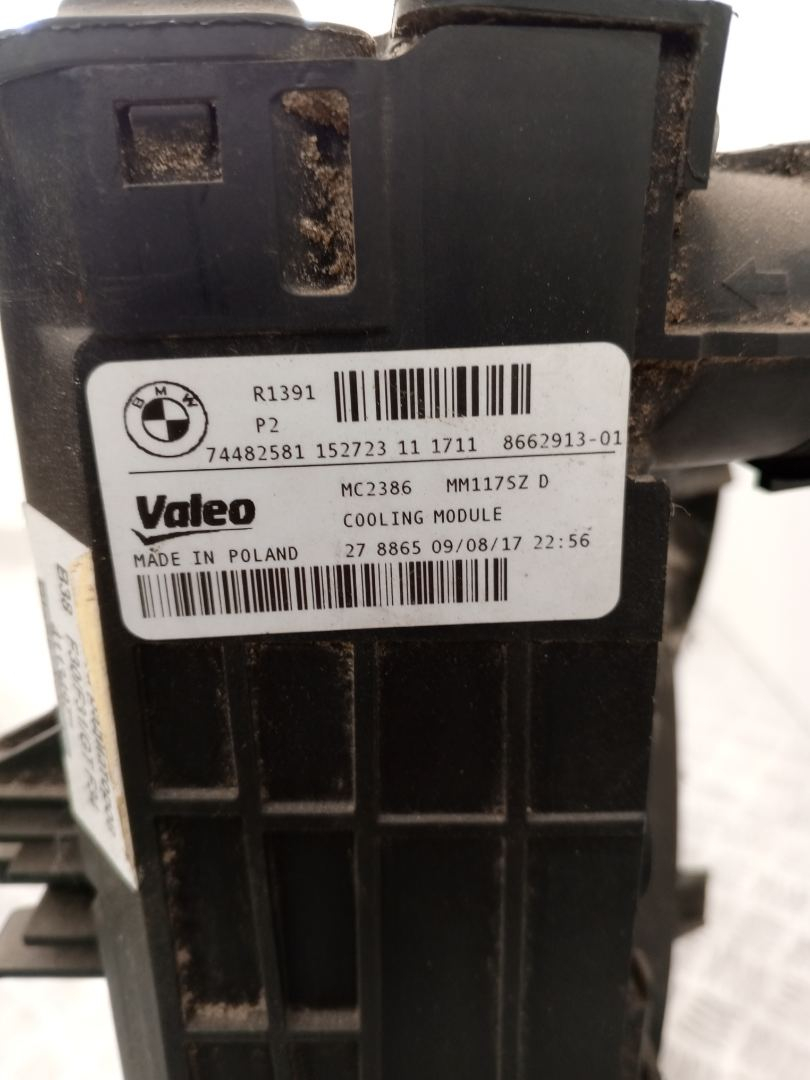 BMW
R1391
P2
74482581 152723 11 1711 8662913-01
Valeo
MC2386 MM117SZ D
COOLING MODULE
MADE IN POLAND 27 8865 09/08/17 22:56
B38